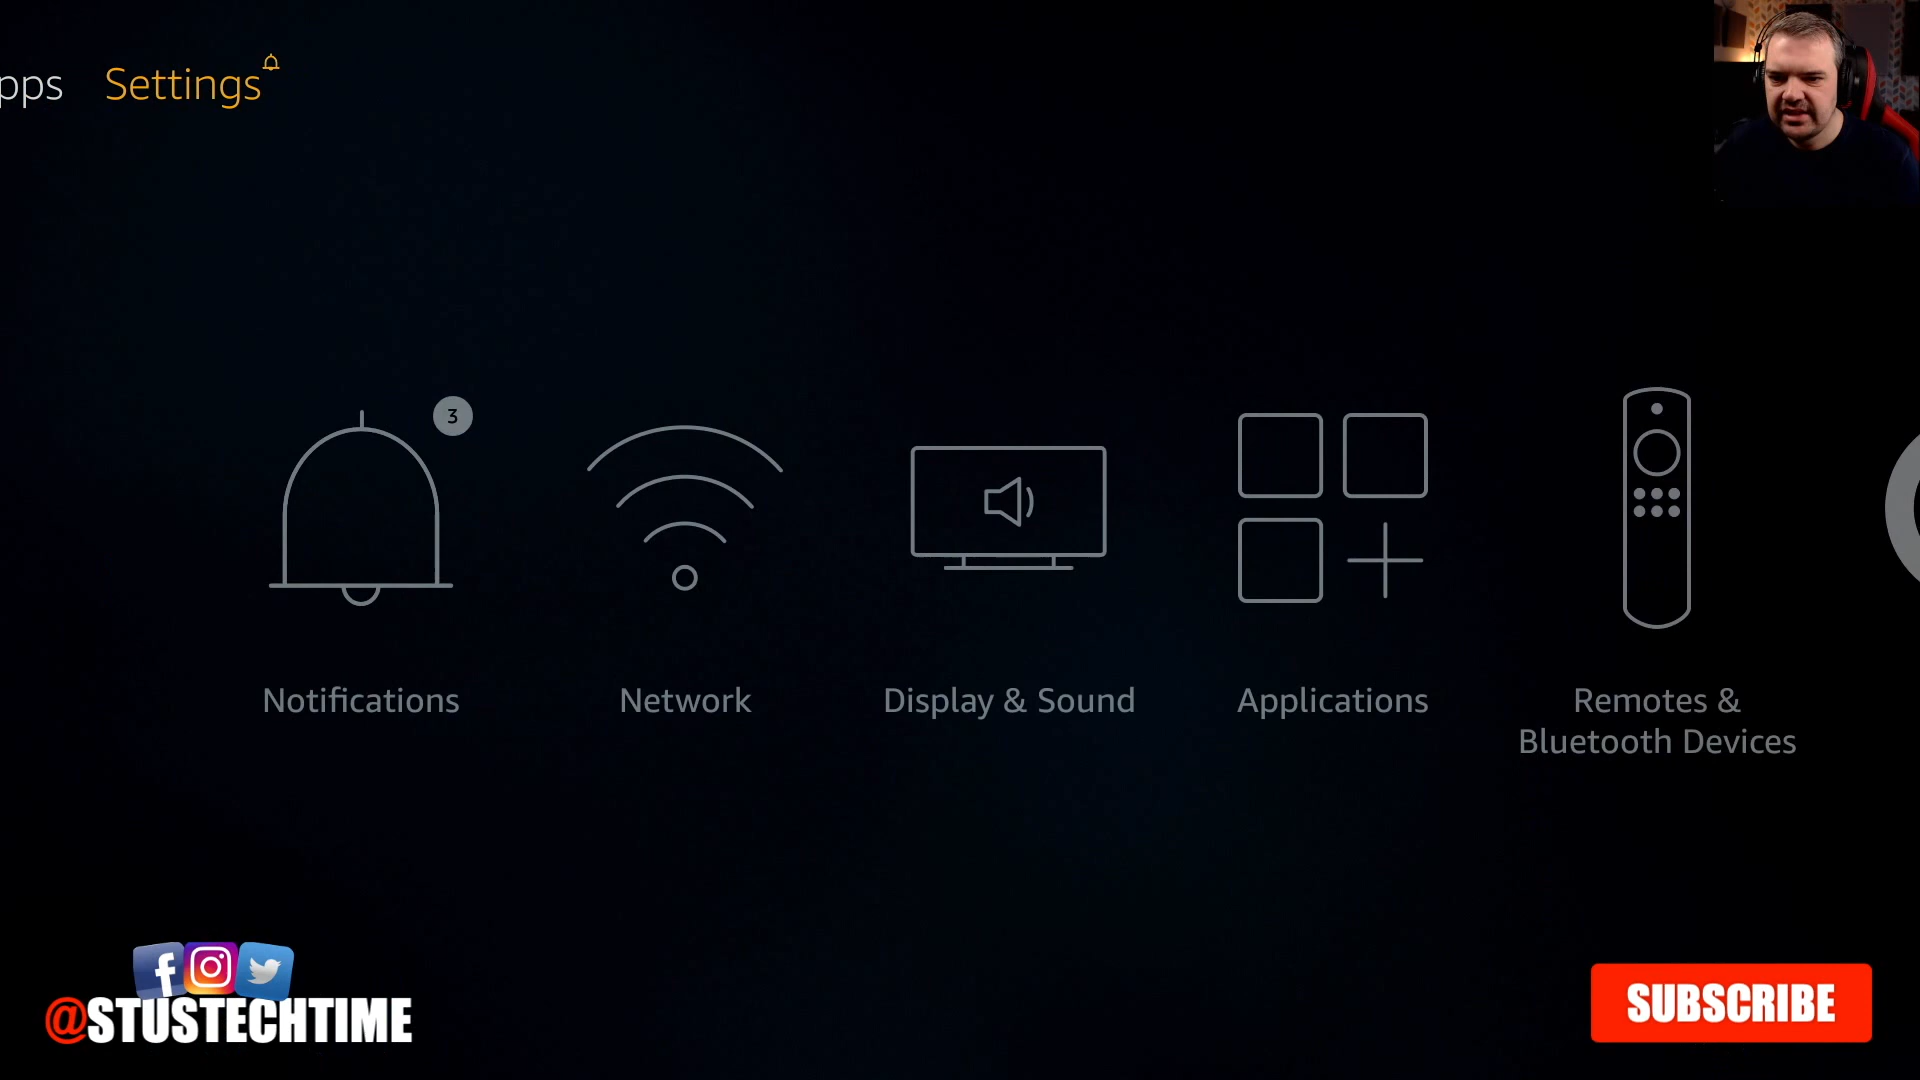 pps Settings
3
Notifications
Network
Display & Sound
Applications
Remotes &
Bluetooth Devices
@STUSTECHTIME
SUBSCRIBE